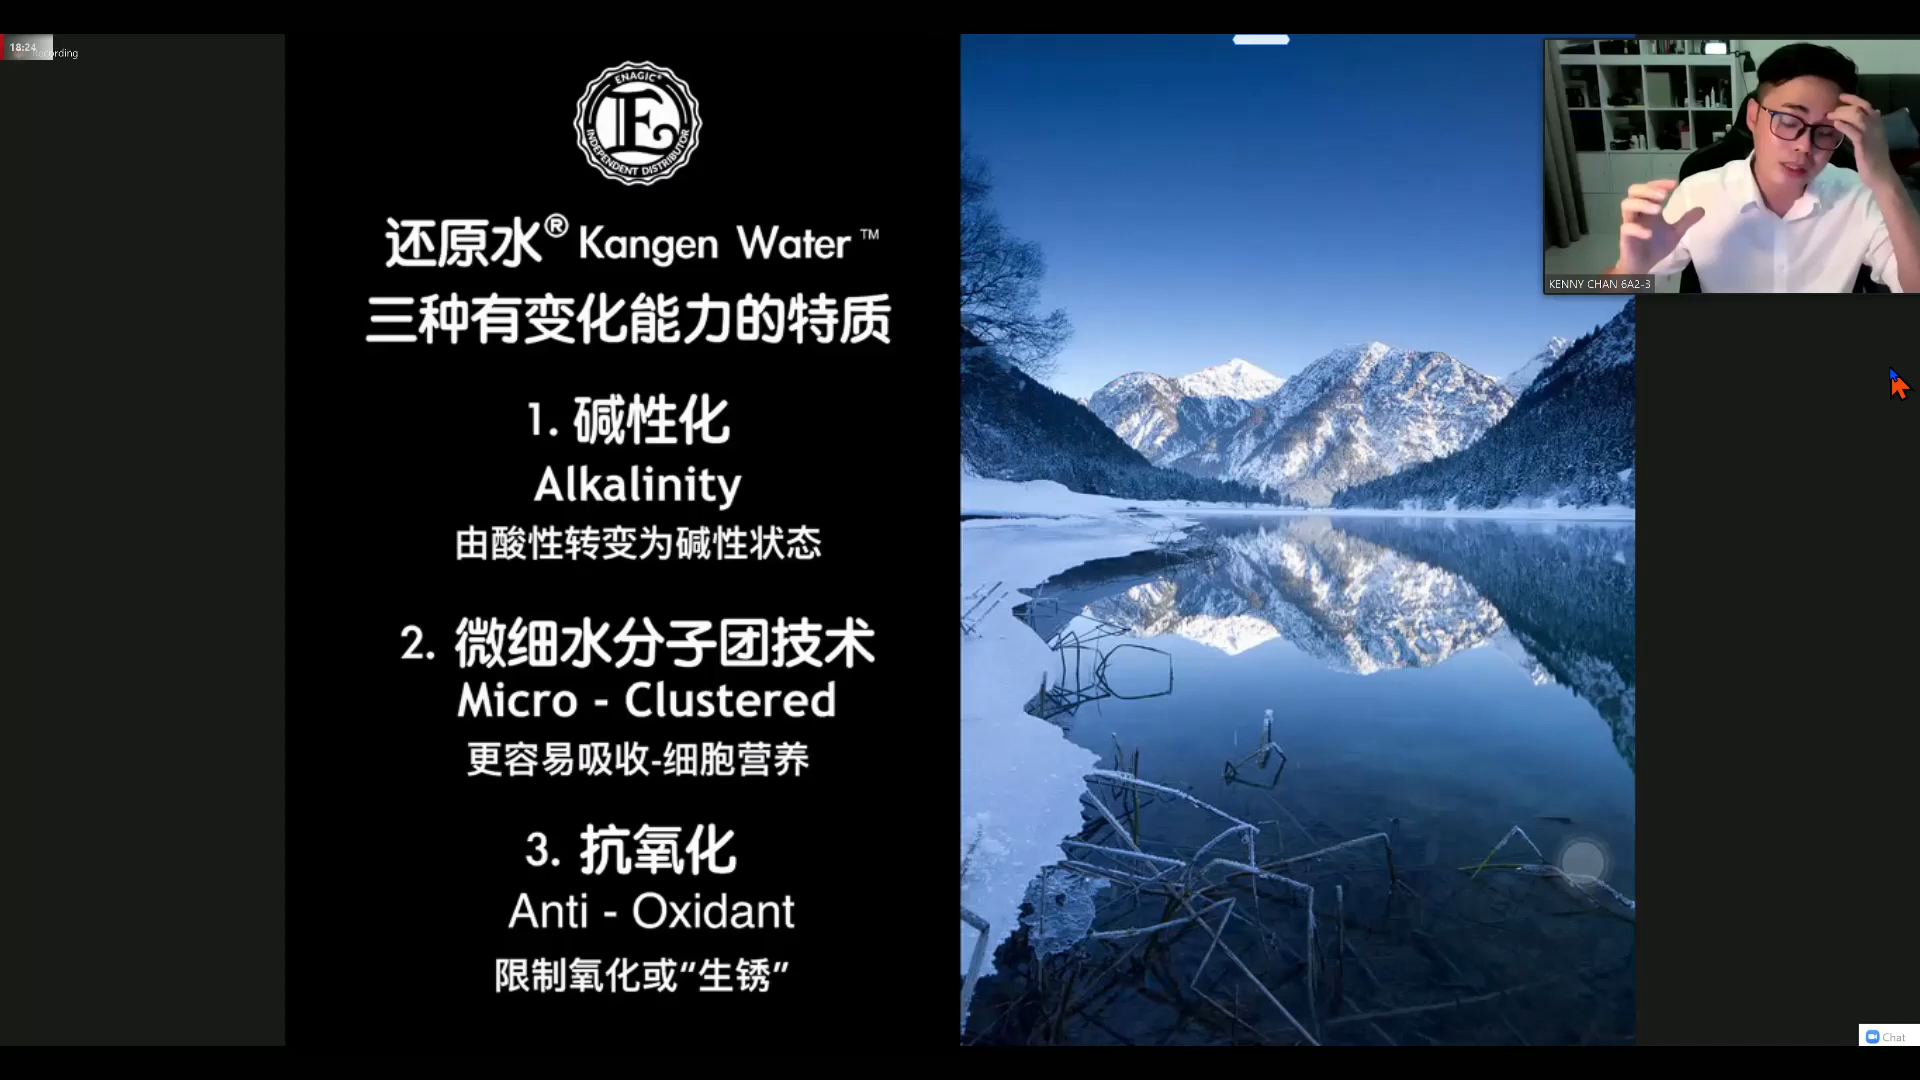 18:24
Recording
ENAGIC®
E
INDEPENDENT DISTRIBUTOR
还原水® Kangen Water™
三种有变化能力的特质
1. 碱性化
Alkalinity
由酸性转变为碱性状态
2. 微细水分子团技术
Micro - Clustered
更容易吸收-细胞营养
3. 抗氧化
Anti - Oxidant
限制氧化或“生锈”
KENNY CHAN 6A2-3
Chat